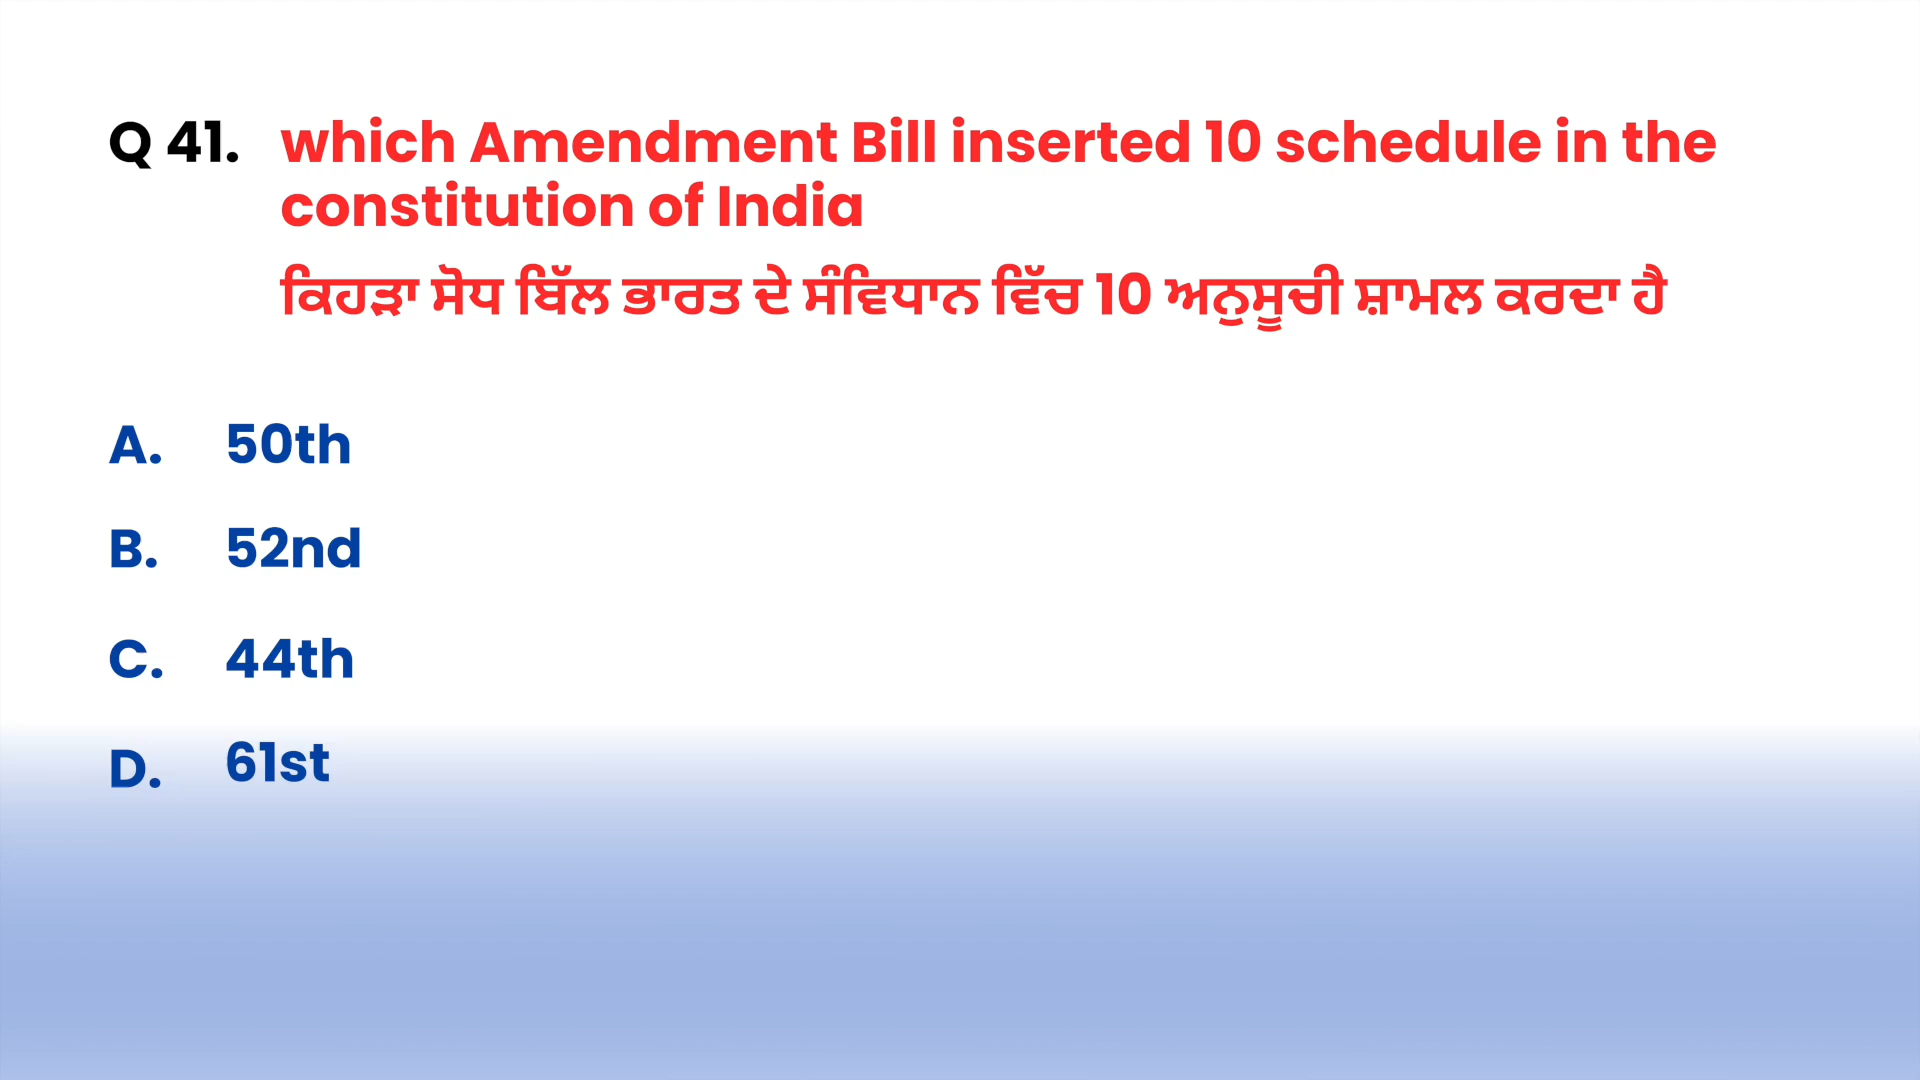 Q 41. which Amendment Bill inserted 10 schedule in the
constitution of India
ਕਿਹੜਾ ਸੋਧ ਬਿੱਲ ਭਾਰਤ ਦੇ ਸੰਵਿਧਾਨ ਵਿੱਚ 10 ਅਨੁਸੂਚੀ ਸ਼ਾਮਲ ਕਰਦਾ ਹੈ
A. 50th
B. 52nd
C. 44th
D. 61st